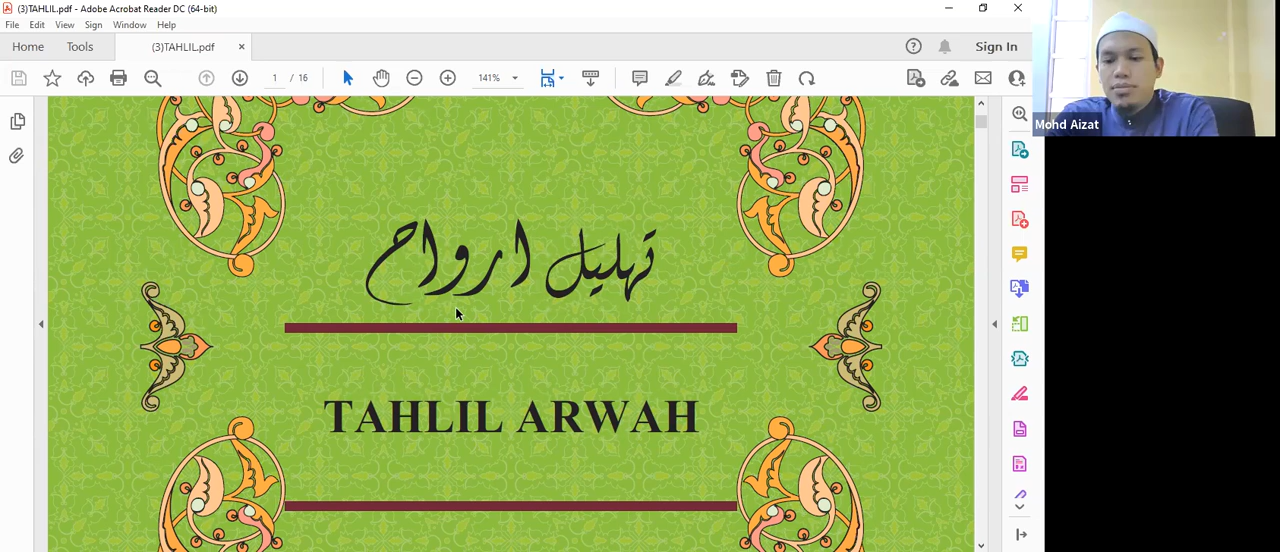 (3)TAHLIL.pdf - Adobe Acrobat Reader DC (64-bit)
File Edit View Sign Window Help
Home Tools (3)TAHLIL.pdf Sign In
1 / 16 141%
Mohd Aizat
تهليل ارواح
TAHLIL ARWAH